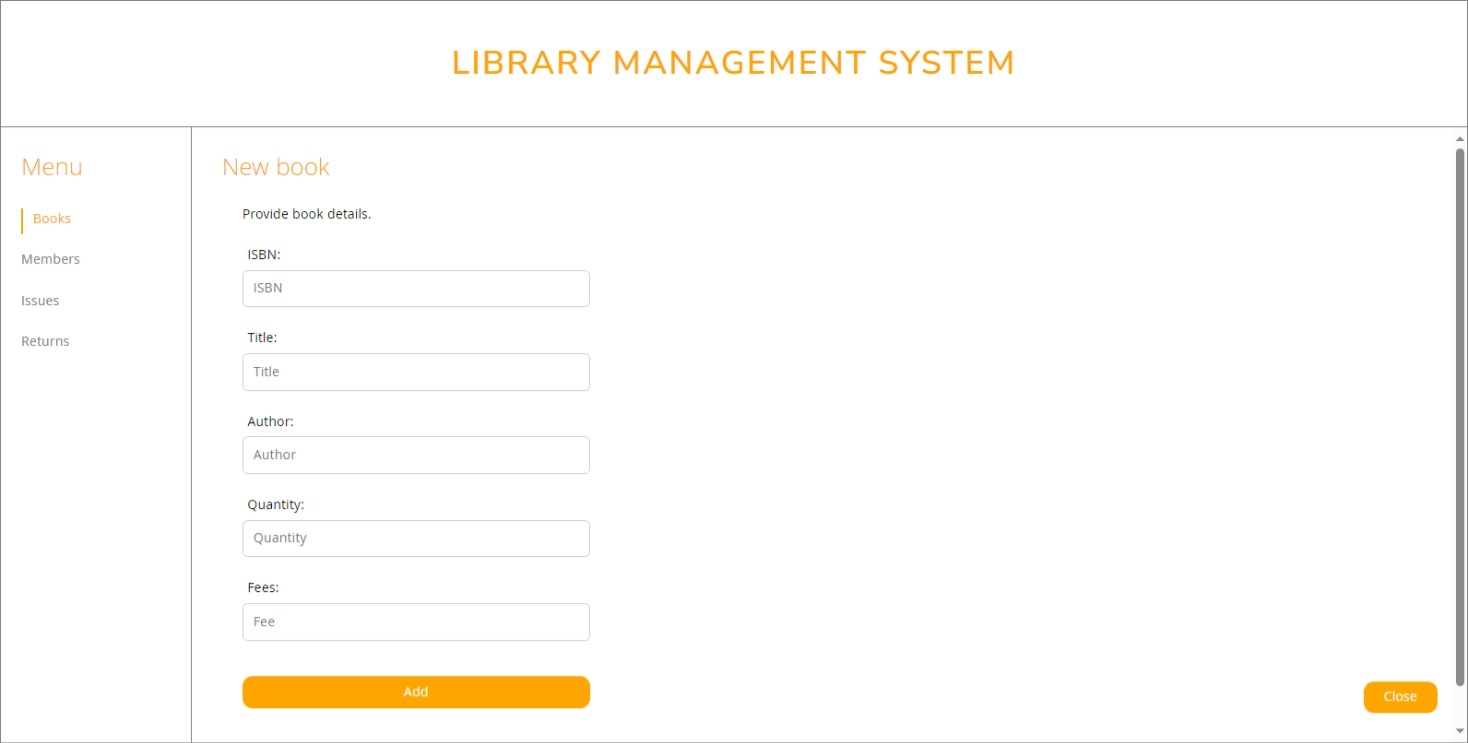 LIBRARY MANAGEMENT SYSTEM
Menu
Books
Members
Issues
Returns
New book
Provide book details.
ISBN:
ISBN
Title:
Title
Author:
Author
Quantity:
Quantity
Fees:
Fee
Add
Close